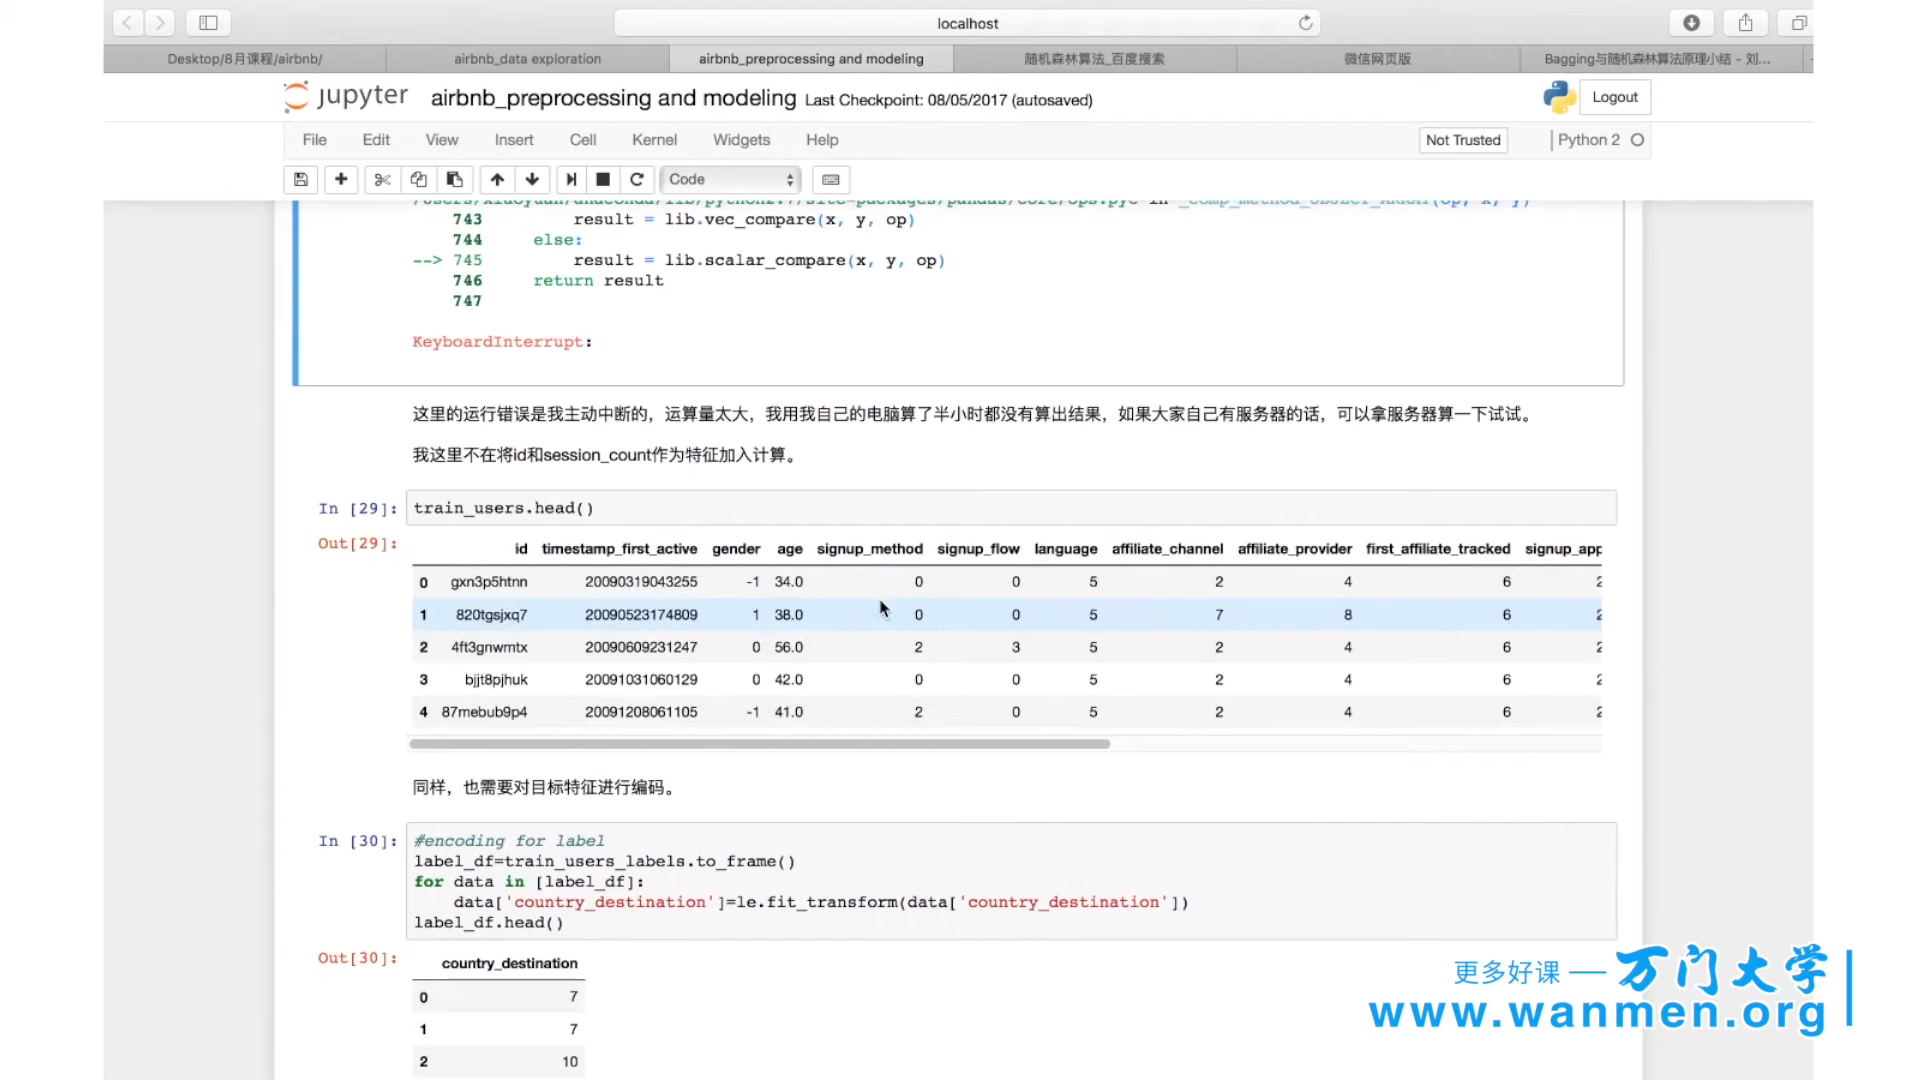 localhost
Desktop/8月课程/airbnb/
airbnb_data exploration
airbnb_preprocessing and modeling
随机森林算法_百度搜索
微信网页版
Bagging与随机森林算法原理小结 - 刘...
jupyter airbnb_preprocessing and modeling Last Checkpoint: 08/05/2017 (autosaved)
Logout
File Edit View Insert Cell Kernel Widgets Help
Not Trusted
Python 2
Code
743 result = lib.vec_compare(x, y, op)
744 else:
--> 745 result = lib.scalar_compare(x, y, op)
746 return result
747
KeyboardInterrupt:
这里的运行错误是我主动中断的，运算量太大，我用我自己的电脑算了半小时都没有算出结果，如果大家自己有服务器的话，可以拿服务器算一下试试。
我这里不在将id和session_count作为特征加入计算。
In [29]: train_users.head()
Out[29]:
id timestamp_first_active gender age signup_method signup_flow language affiliate_channel affiliate_provider first_affiliate_tracked signup_app
0 gxn3p5htnn 20090319043255 -1 34.0 0 0 5 2 4 6 2
1 820tgsjxq7 20090523174809 1 38.0 0 0 5 7 8 6 2
2 4ft3gnwmtx 20090609231247 0 56.0 2 3 5 2 4 6 2
3 bjjt8pjhuk 20091031060129 0 42.0 0 0 5 2 4 6 2
4 87mebub9p4 20091208061105 -1 41.0 2 0 5 2 4 6 2
同样，也需要对目标特征进行编码。
In [30]: #encoding for label
label_df=train_users_labels.to_frame()
for data in [label_df]:
data['country_destination']=le.fit_transform(data['country_destination'])
label_df.head()
Out[30]:
country_destination
0 7
1 7
2 10
更多好课 — 万门大学
www.wanmen.org